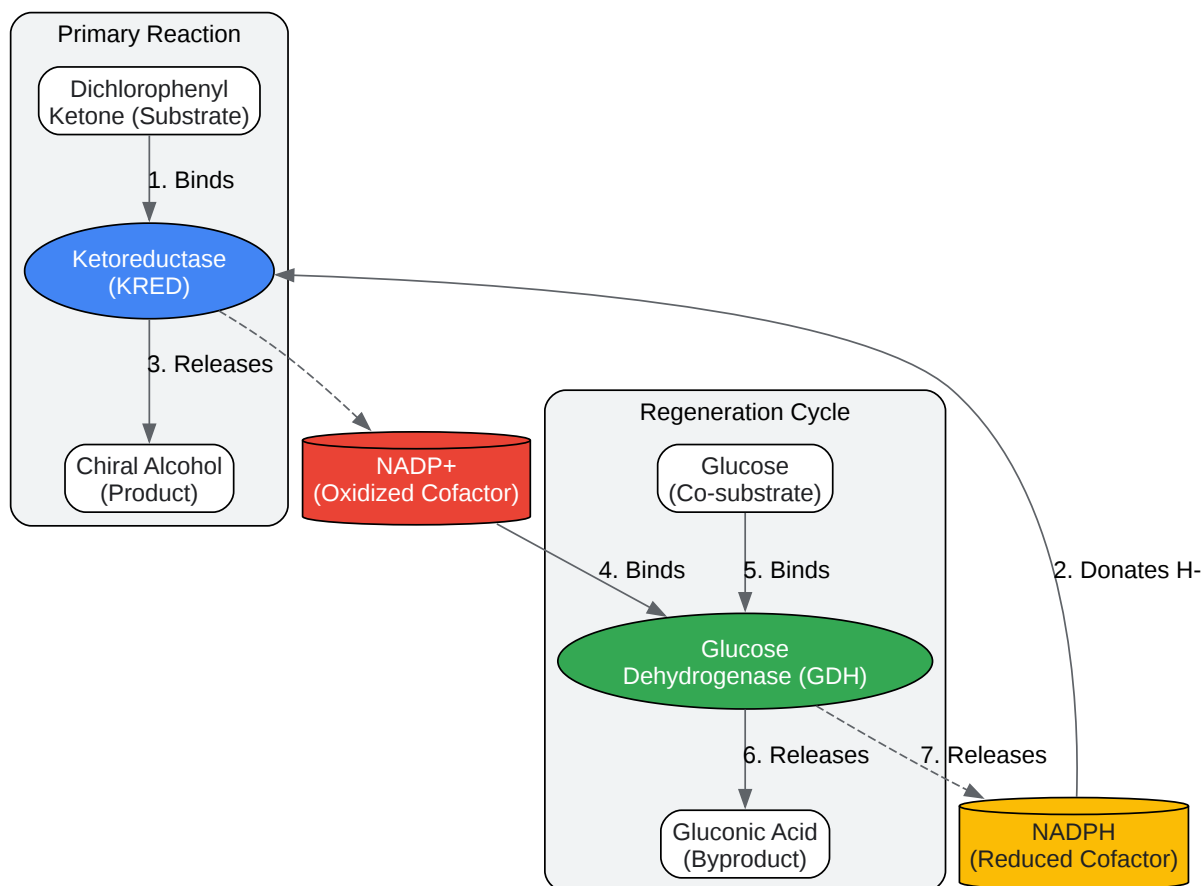 Primary Reaction
Dichlorophenyl
Ketone (Substrate)
1. Binds
Ketoreductase
(KRED)
3. Releases
Chiral Alcohol
(Product)
NADP+
(Oxidized Cofactor)
Regeneration Cycle
Glucose
(Co-substrate)
4. Binds
5. Binds
2. Donates H-
Glucose
Dehydrogenase (GDH)
6. Releases
7. Releases
Gluconic Acid
(Byproduct)
NADPH
(Reduced Cofactor)